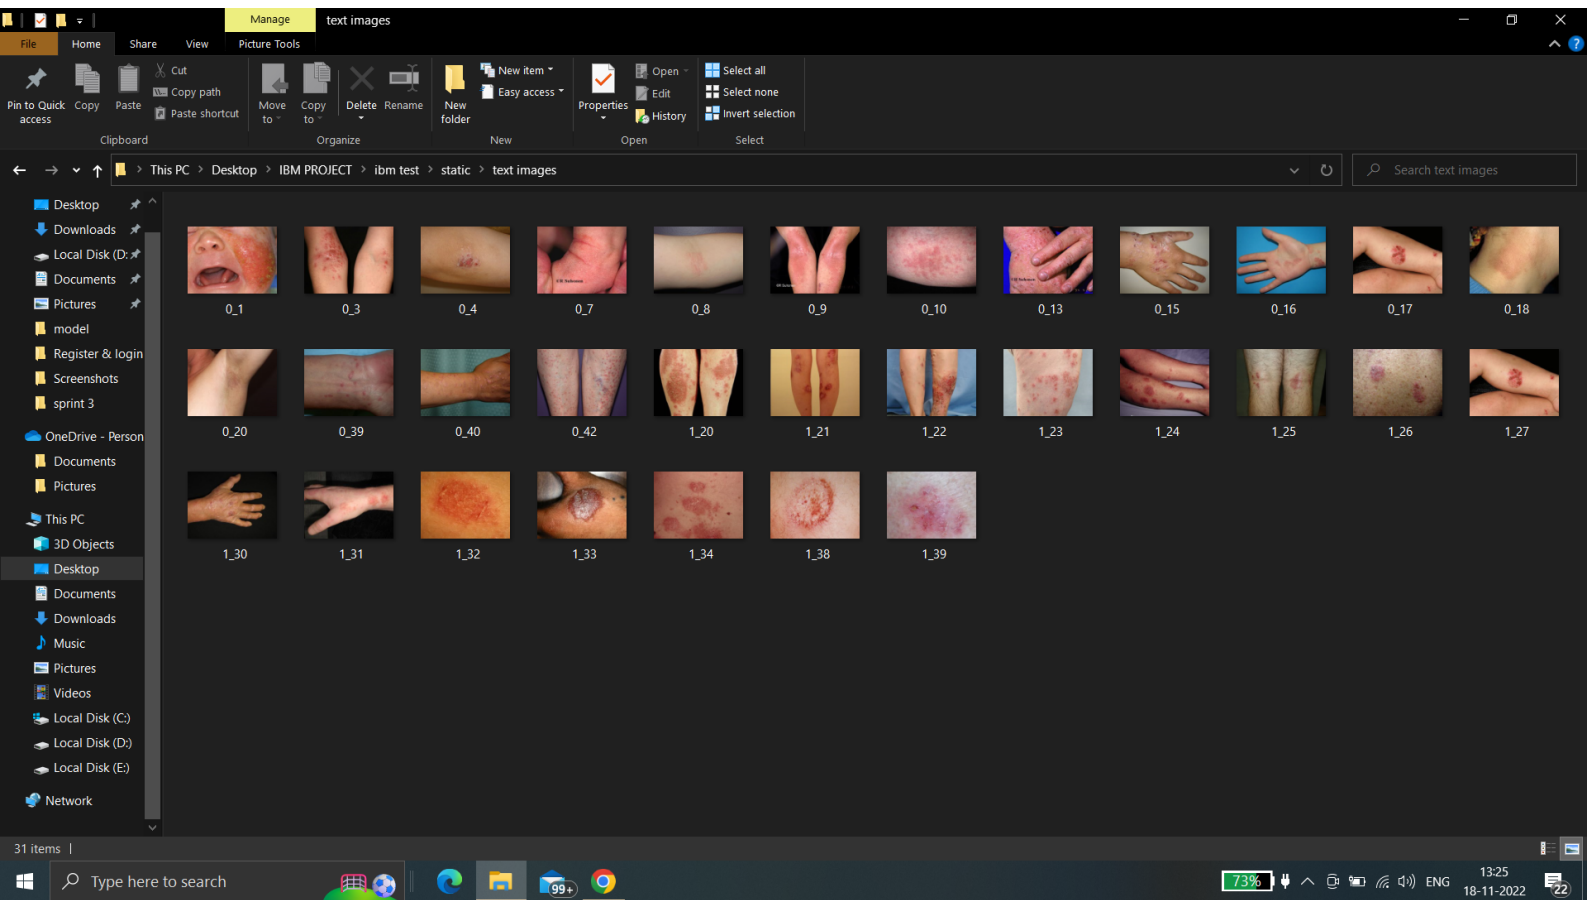 Manage
text images
File
Home
Share
View
Picture Tools
Pin to Quick access
Copy
Paste
Cut
Copy path
Paste shortcut
Clipboard
Move to
Copy to
Delete
Rename
Organize
New folder
New item
Easy access
New
Properties
Open
Edit
History
Open
Select all
Select none
Invert selection
Select
This PC > Desktop > IBM PROJECT > ibm test > static > text images
Search text images
Desktop
Downloads
Local Disk (D:
Documents
Pictures
model
Register & login
Screenshots
sprint 3
OneDrive - Person
Documents
Pictures
This PC
3D Objects
Desktop
Documents
Downloads
Music
Pictures
Videos
Local Disk (C:)
Local Disk (D:)
Local Disk (E:)
Network
0_1 0_3 0_4 0_7 0_8 0_9 0_10 0_13 0_15 0_16 0_17 0_18
0_20 0_39 0_40 0_42 1_20 1_21 1_22 1_23 1_24 1_25 1_26 1_27
1_30 1_31 1_32 1_33 1_34 1_38 1_39
31 items
Type here to search
99+
73%
ENG
13:25
18-11-2022
22